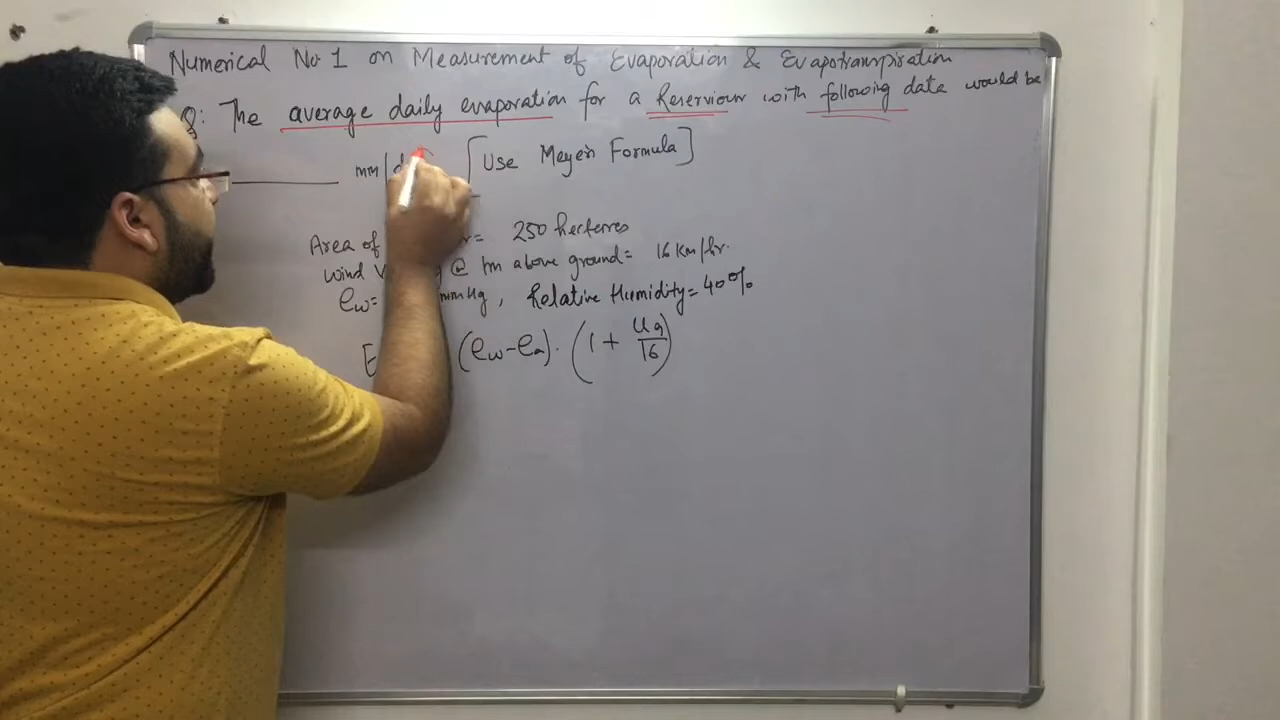 Numerical No 1 on Measurement of Evaporation & Evapotranspiration
Q: The average daily evaporation for a Reserviour with following data would be
mm/d [Use Meyer's Formula]
Area of = 250 hecterres
wind @ 1m above ground = 16 Km/hr.
ew= mmHg, Relative Humidity = 40%
E (ew-ea). (1 + u9/16)